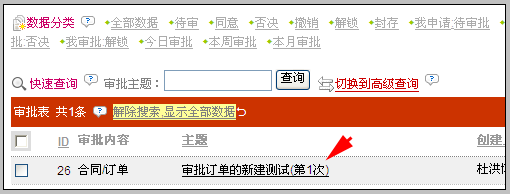 数据分类 ? 全部数据 待审 同意 否决 撤销 解锁 封存 我申请:待审批
批:否决 我审批:解锁 今日审批 本周审批 本月审批
快速查询 ? 审批主题： 查询 切换到高级查询 ?
审批表 共1条 ? 解除搜索,显示全部数据
ID 审批内容 主题 创建
26 合同/订单 审批订单的新建测试(第1次) 杜洪